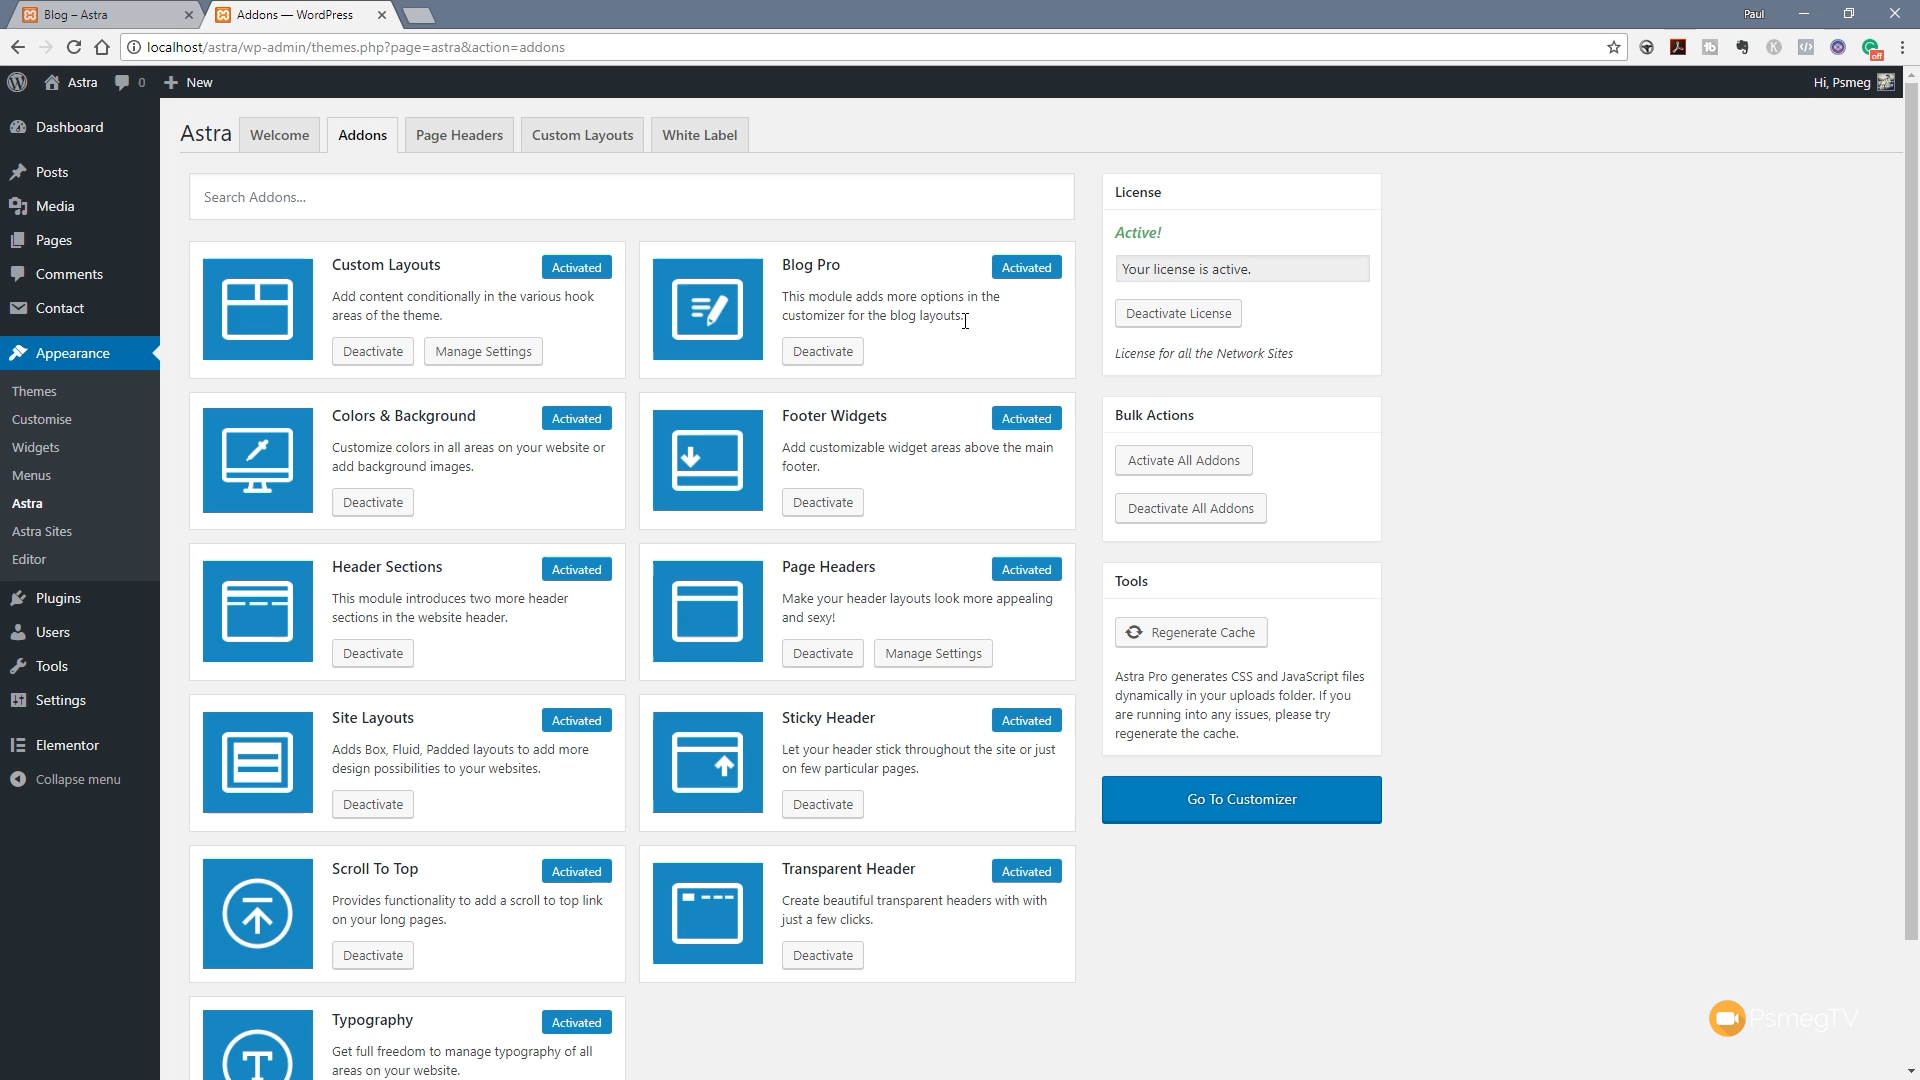 Blog – Astra
Addons — WordPress
Paul
localhost/astra/wp-admin/themes.php?page=astra&action=addons
off
Astra
0
New
Hi, Psmeg
Dashboard
Posts
Media
Pages
Comments
Contact
Appearance
Themes
Customise
Widgets
Menus
Astra
Astra Sites
Editor
Plugins
Users
Tools
Settings
Elementor
Collapse menu
Astra
Welcome
Addons
Page Headers
Custom Layouts
White Label
Search Addons...
Custom Layouts
Activated
Add content conditionally in the various hook
areas of the theme.
Deactivate
Manage Settings
Blog Pro
Activated
This module adds more options in the
customizer for the blog layouts.
Deactivate
Colors & Background
Activated
Customize colors in all areas on your website or
add background images.
Deactivate
Footer Widgets
Activated
Add customizable widget areas above the main
footer.
Deactivate
Header Sections
Activated
This module introduces two more header
sections in the website header.
Deactivate
Page Headers
Activated
Make your header layouts look more appealing
and sexy!
Deactivate
Manage Settings
Site Layouts
Activated
Adds Box, Fluid, Padded layouts to add more
design possibilities to your websites.
Deactivate
Sticky Header
Activated
Let your header stick throughout the site or just
on few particular pages.
Deactivate
Scroll To Top
Activated
Provides functionality to add a scroll to top link
on your long pages.
Deactivate
Transparent Header
Activated
Create beautiful transparent headers with with
just a few clicks.
Deactivate
Typography
Activated
Get full freedom to manage typography of all
areas on your website.
License
Active!
Your license is active.
Deactivate License
License for all the Network Sites
Bulk Actions
Activate All Addons
Deactivate All Addons
Tools
Regenerate Cache
Astra Pro generates CSS and JavaScript files
dynamically in your uploads folder. If you
are running into any issues, please try
regenerate the cache.
Go To Customizer
PsmegTV